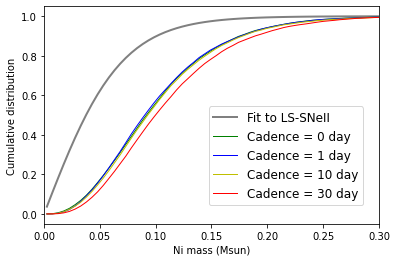 1.0
0.8
0.6
0.4
0.2
0.0
Cumulative distribution
Fit to LS-SNeII
Cadence = 0 day
Cadence = 1 day
Cadence = 10 day
Cadence = 30 day
0.00 0.05 0.10 0.15 0.20 0.25 0.30
Ni mass (Msun)